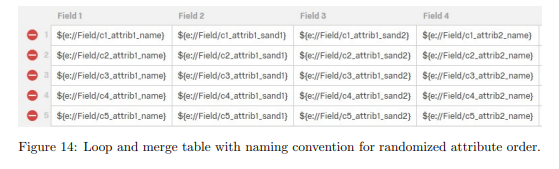 Field 1 Field 2 Field 3 Field 4
1 ${e://Field/c1_attrib1_name} ${e://Field/c1_attrib1_sand1} ${e://Field/c1_attrib1_sand2} ${e://Field/c1_attrib2_name}
2 ${e://Field/c2_attrib1_name} ${e://Field/c2_attrib1_sand1} ${e://Field/c2_attrib1_sand2} ${e://Field/c2_attrib2_name}
3 ${e://Field/c3_attrib1_name} ${e://Field/c3_attrib1_sand1} ${e://Field/c3_attrib1_sand2} ${e://Field/c3_attrib2_name}
4 ${e://Field/c4_attrib1_name} ${e://Field/c4_attrib1_sand1} ${e://Field/c4_attrib1_sand2} ${e://Field/c4_attrib2_name}
5 ${e://Field/c5_attrib1_name} ${e://Field/c5_attrib1_sand1} ${e://Field/c5_attrib1_sand2} ${e://Field/c5_attrib2_name}
Figure 14: Loop and merge table with naming convention for randomized attribute order.